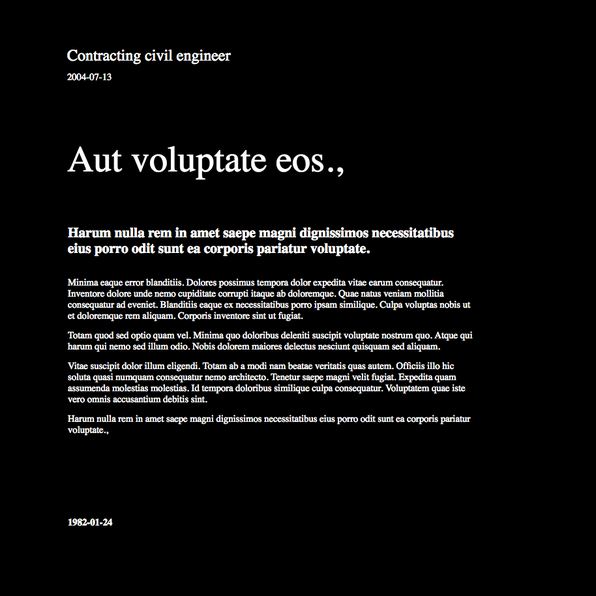 Contracting civil engineer
2004-07-13
Aut voluptate eos.,
Harum nulla rem in amet saepe magni dignissimos necessitatibus
eius porro odit sunt ea corporis pariatur voluptate.
Minima eaque error blanditiis. Dolores possimus tempora dolor expedita vitae earum consequatur.
Inventore dolore unde nemo cupiditate corrupti itaque ab doloremque. Quae natus veniam mollitia
consequatur ad eveniet. Blanditiis eaque ex necessitatibus porro ipsam similique. Culpa voluptas nobis ut
et doloremque rem aliquam. Corporis inventore sint ut fugiat.
Totam quod sed optio quam vel. Minima quo doloribus deleniti suscipit voluptate nostrum quo. Atque qui
harum qui nemo sed illum odio. Nobis dolorem maiores delectus nesciunt quisquam sed aliquam.
Vitae suscipit dolor illum eligendi. Totam ab a modi nam beatae veritatis quas autem. Officiis illo hic
soluta quasi numquam consequatur nemo architecto. Tenetur saepe magni velit fugiat. Expedita quam
assumenda molestias molestias. Id tempora doloribus similique culpa consequatur. Voluptatem quae iste
vero omnis accusantium debitis sint.
Harum nulla rem in amet saepe magni dignissimos necessitatibus eius porro odit sunt ea corporis pariatur
voluptate.,
1982-01-24